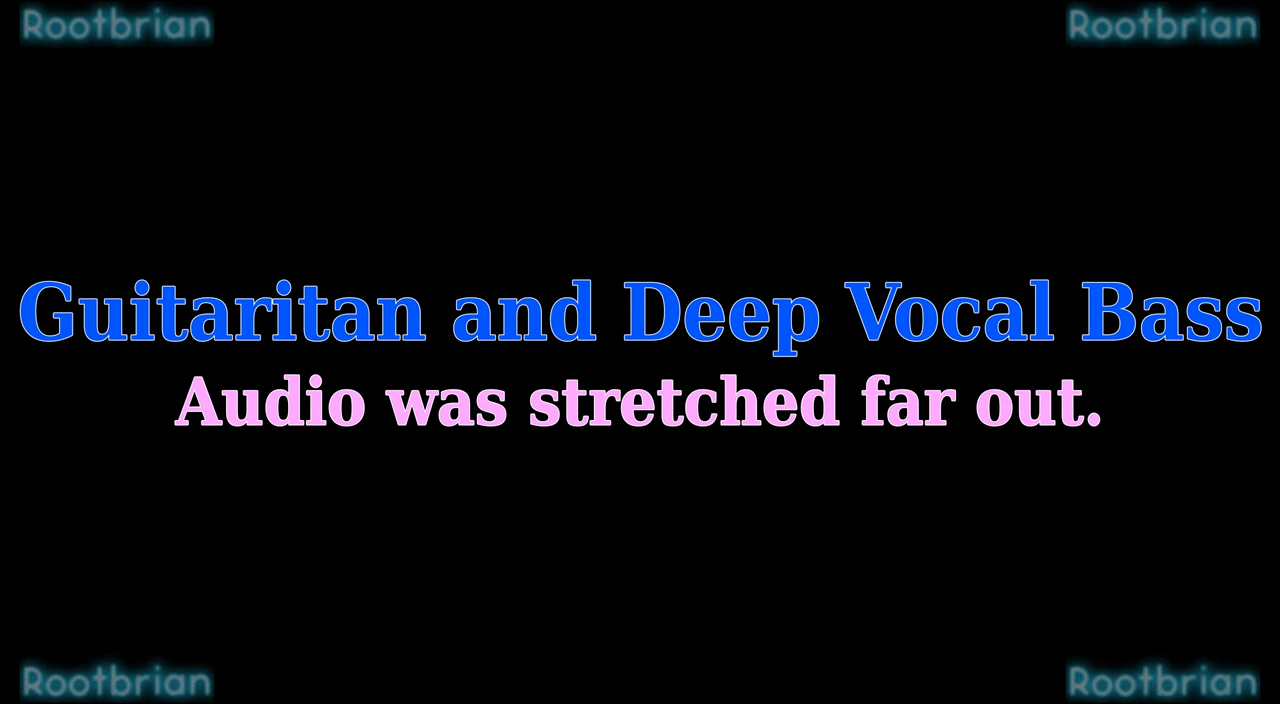 Rootbrian Rootbrian
Guitaritan and Deep Vocal Bass
Audio was stretched far out.
Rootbrian Rootbrian